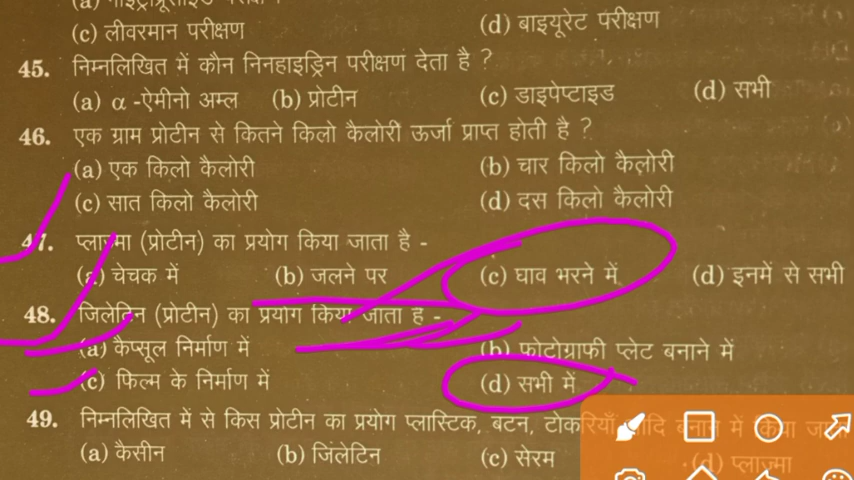 (c) लीवरमान परीक्षण (d) बाइयूरेट परीक्षण
45. निम्नलिखित में कौन निनहाइड्रिन परीक्षण देता है ?
(a) α -ऐमीनो अम्ल (b) प्रोटीन (c) डाइपेप्टाइड (d) सभी
46. एक ग्राम प्रोटीन से कितने किलो कैलोरी ऊर्जा प्राप्त होती है ?
(a) एक किलो कैलोरी (b) चार किलो कैलोरी
(c) सात किलो कैलोरी (d) दस किलो कैलोरी
47. प्लाज्मा (प्रोटीन) का प्रयोग किया जाता है -
(a) चेचक में (b) जलने पर (c) घाव भरने में (d) इनमें से सभी
48. जिलेटिन (प्रोटीन) का प्रयोग किया जाता है -
(a) कैप्सूल निर्माण में (b) फोटोग्राफी प्लेट बनाने में
(c) फिल्म के निर्माण में (d) सभी में
49. निम्नलिखित में से किस प्रोटीन का प्रयोग प्लास्टिक, बटन, टोकरियाँ आदि बनाने में किया
(a) कैसीन (b) जिलेटिन (c) सेरम (d) प्लाज्मा